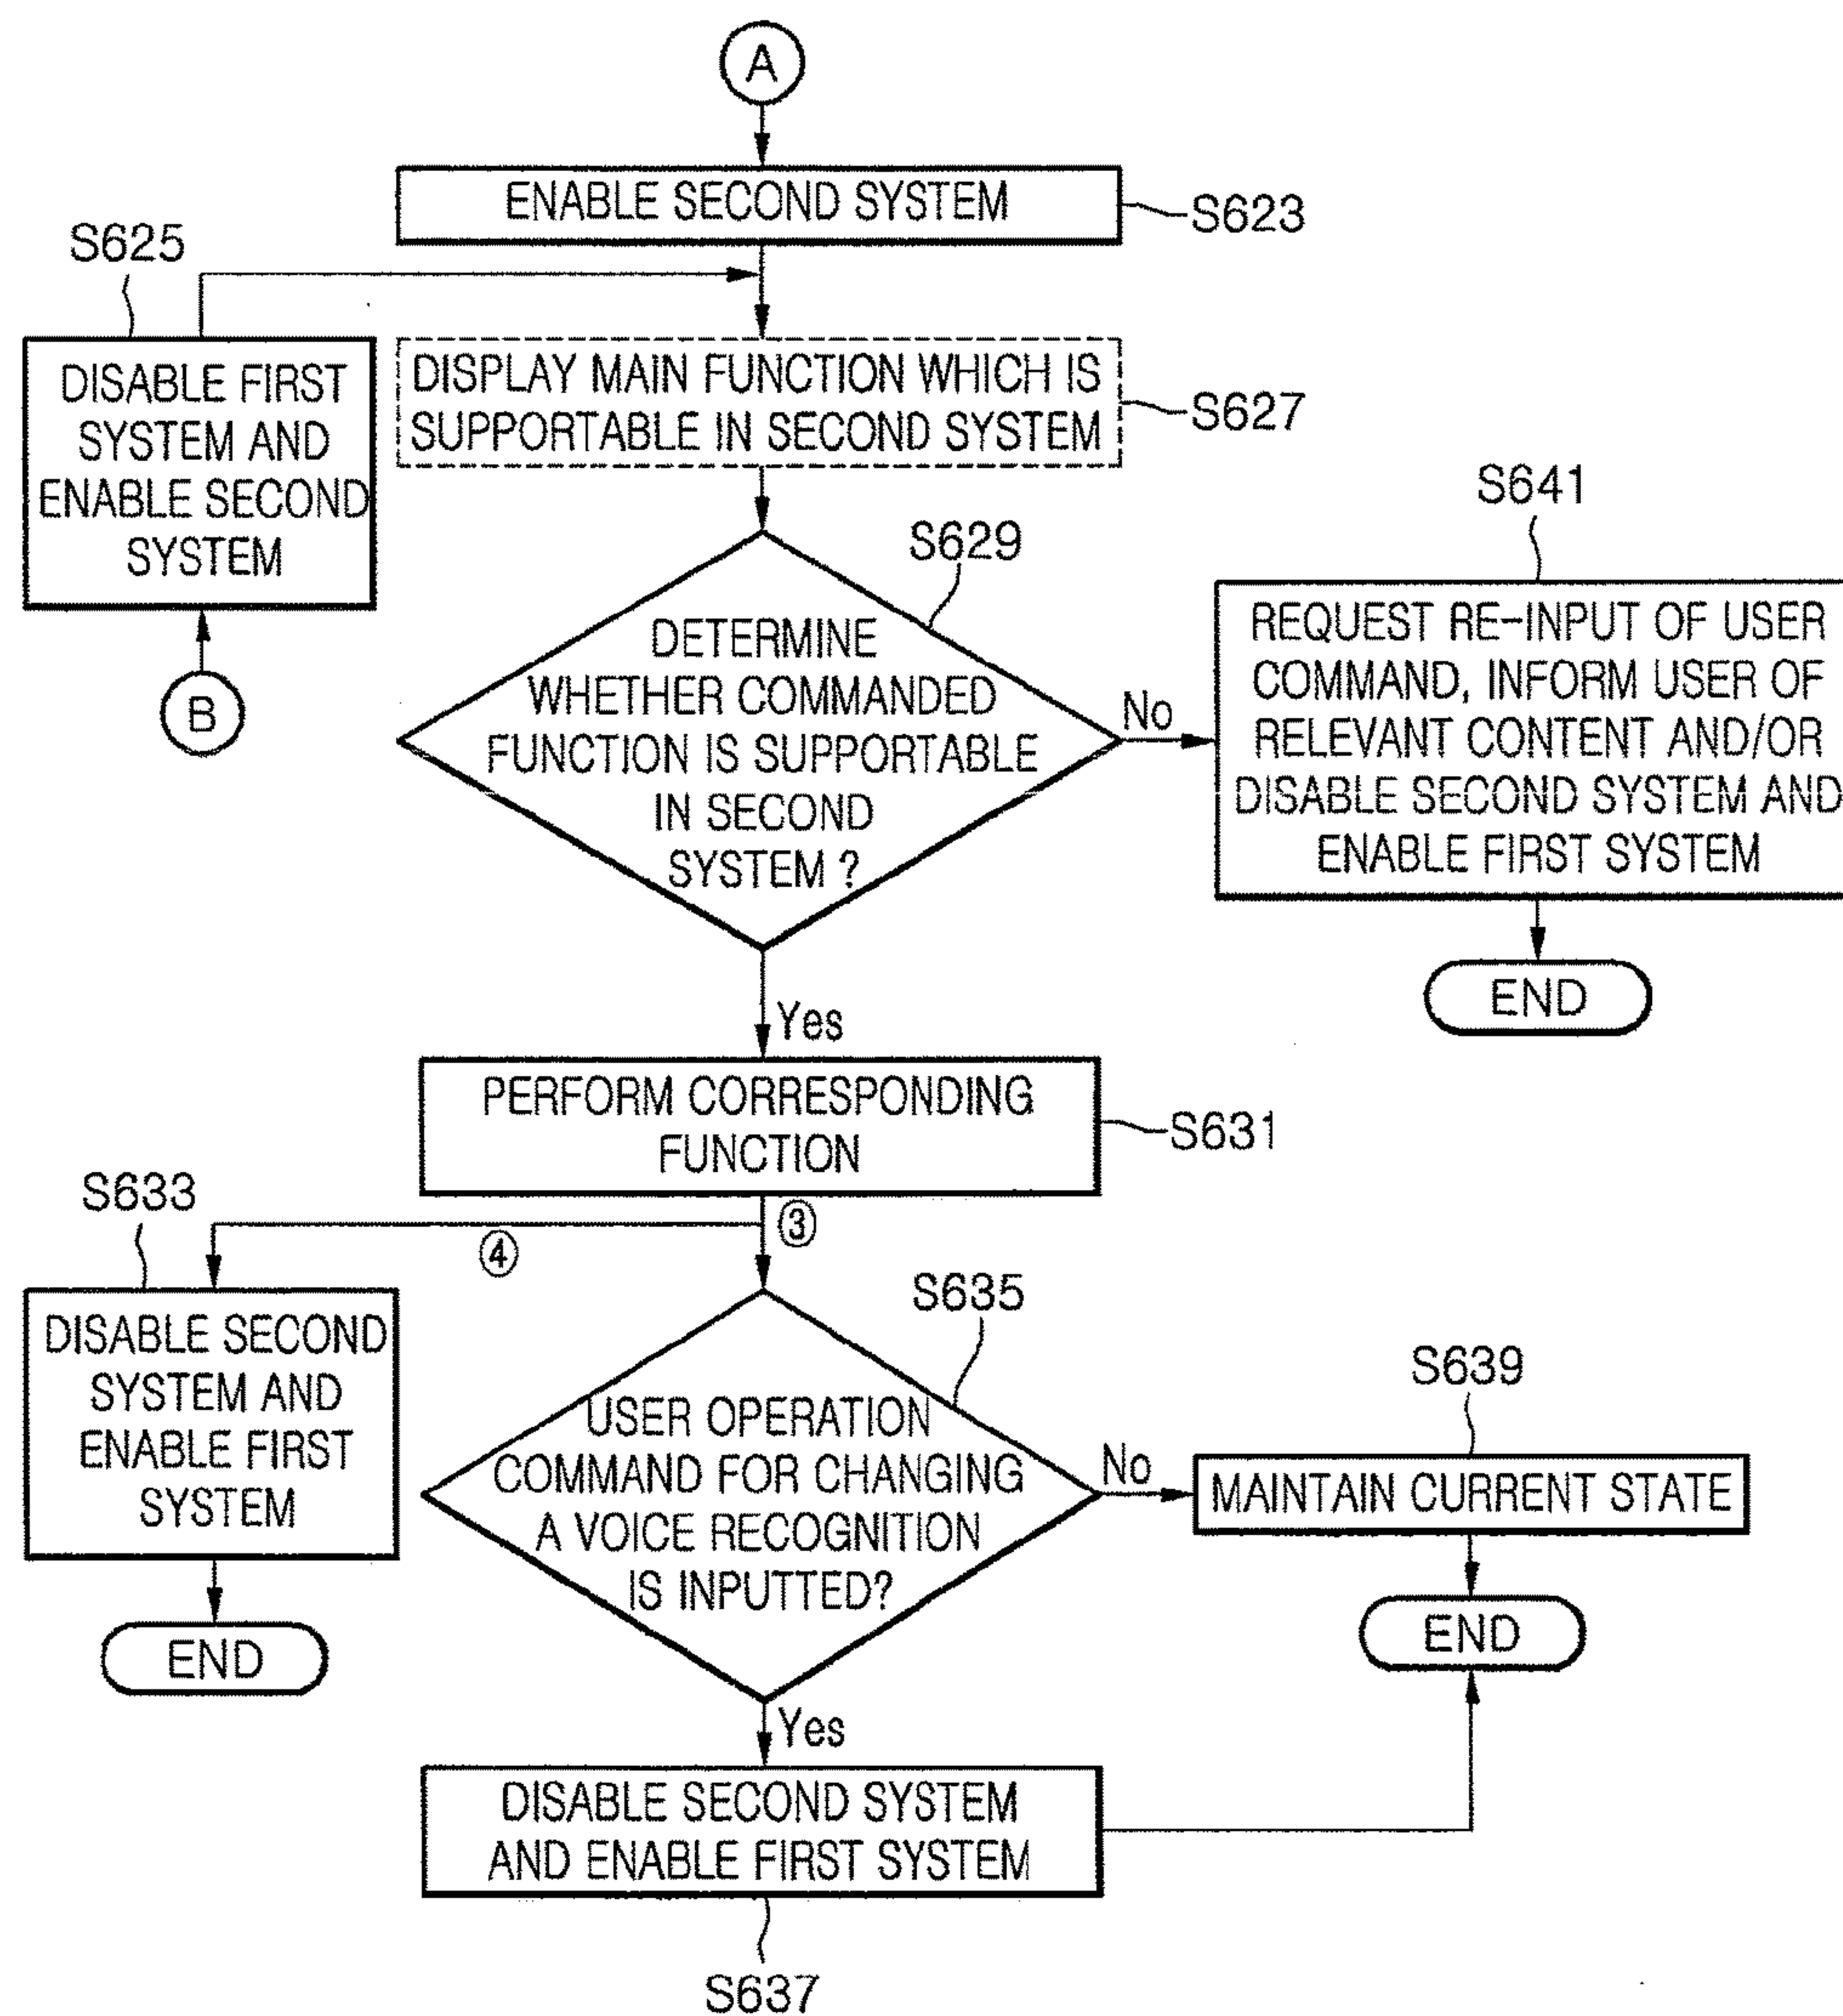 A
ENABLE SECOND SYSTEM
S623
S625
DISABLE FIRST
SYSTEM AND
ENABLE SECOND
SYSTEM
B
DISPLAY MAIN FUNCTION WHICH IS
SUPPORTABLE IN SECOND SYSTEM
S627
S629
DETERMINE
WHETHER COMMANDED
FUNCTION IS SUPPORTABLE
IN SECOND
SYSTEM ?
No
S641
REQUEST RE-INPUT OF USER
COMMAND, INFORM USER OF
RELEVANT CONTENT AND/OR
DISABLE SECOND SYSTEM AND
ENABLE FIRST SYSTEM
END
Yes
PERFORM CORRESPONDING
FUNCTION
S631
③
④
S633
DISABLE SECOND
SYSTEM AND
ENABLE FIRST
SYSTEM
END
S635
USER OPERATION
COMMAND FOR CHANGING
A VOICE RECOGNITION
IS INPUTTED?
No
S639
MAINTAIN CURRENT STATE
END
Yes
DISABLE SECOND SYSTEM
AND ENABLE FIRST SYSTEM
S637